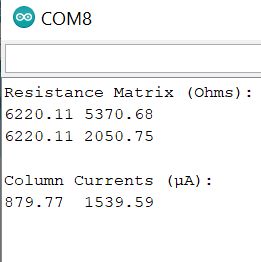 COM8
Resistance Matrix (Ohms):
6220.11 5370.68
6220.11 2050.75
Column Currents (µA):
879.77 1539.59